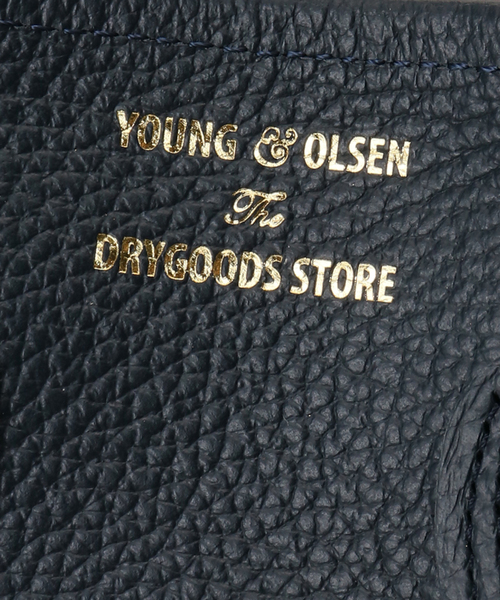 YOUNG & OLSEN
The
DRYGOODS STORE